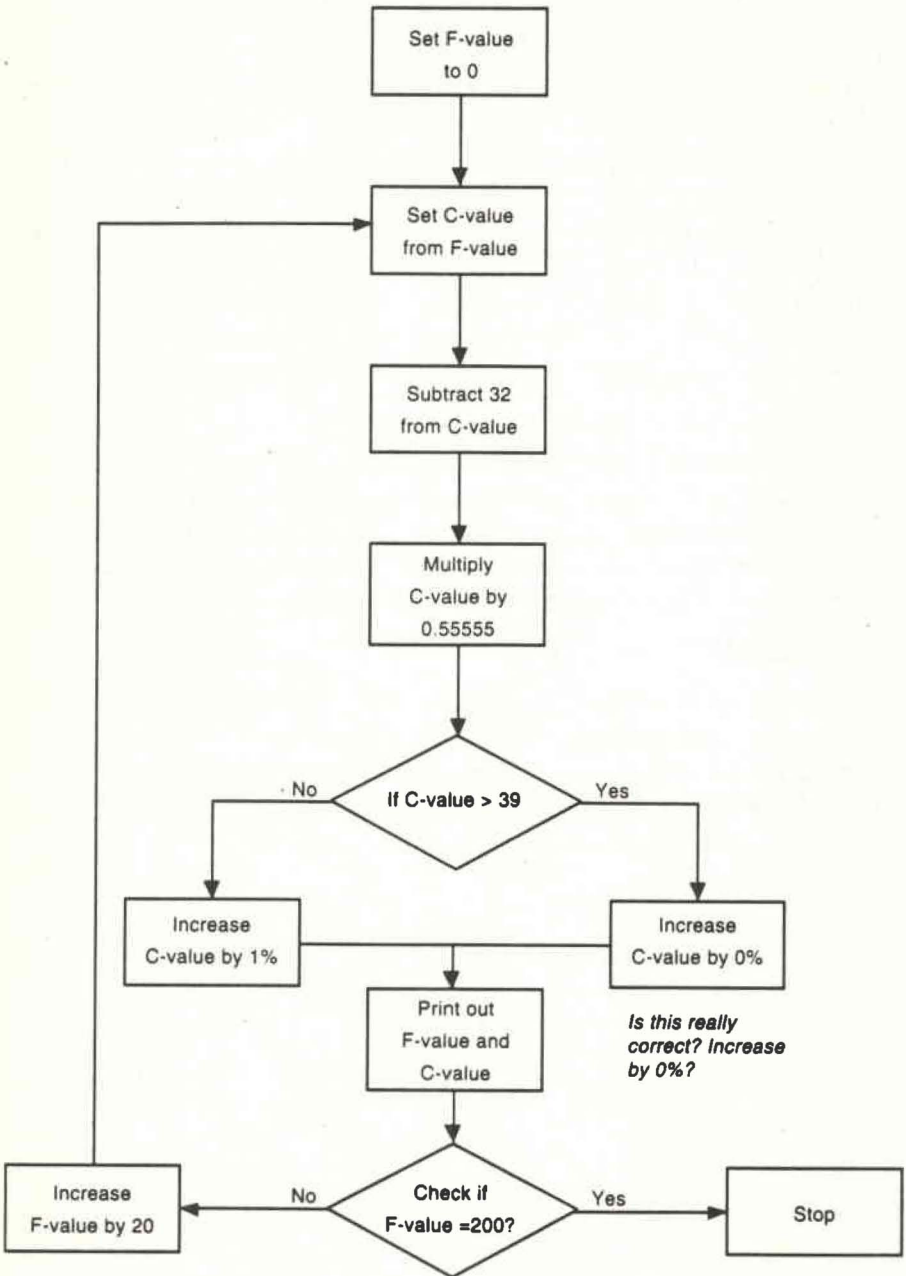 Set F-value
to 0
Set C-value
from F-value
Subtract 32
from C-value
Multiply
C-value by
0.55555
No
If C-value > 39
Yes
Increase
C-value by 1%
Increase
C-value by 0%
Print out
F-value and
C-value
Is this really
correct? Increase
by 0%?
Increase
F-value by 20
No
Check if
F-value =200?
Yes
Stop